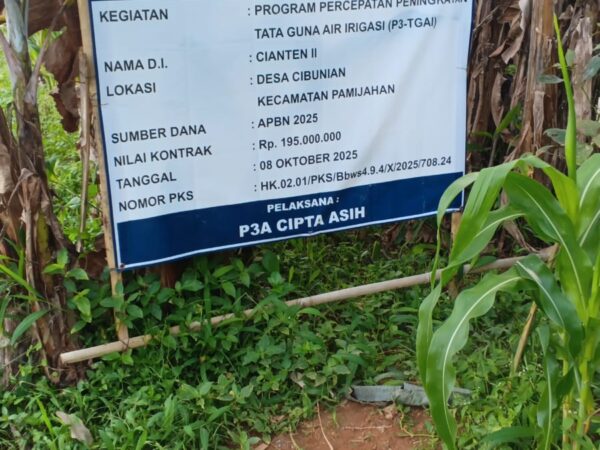 KEGIATAN : PROGRAM PERCEPATAN PENINGKATAN
TATA GUNA AIR IRIGASI (P3-TGAI)
NAMA D.I. : CIANTEN II
LOKASI : DESA CIBUNIAN
KECAMATAN PAMIJAHAN
SUMBER DANA : APBN 2025
NILAI KONTRAK : Rp. 195.000.000
TANGGAL : 08 OKTOBER 2025
NOMOR PKS : HK.02.01/PKS/Bbws4.9.4/X/2025/708.24
PELAKSANA :
P3A CIPTA ASIH